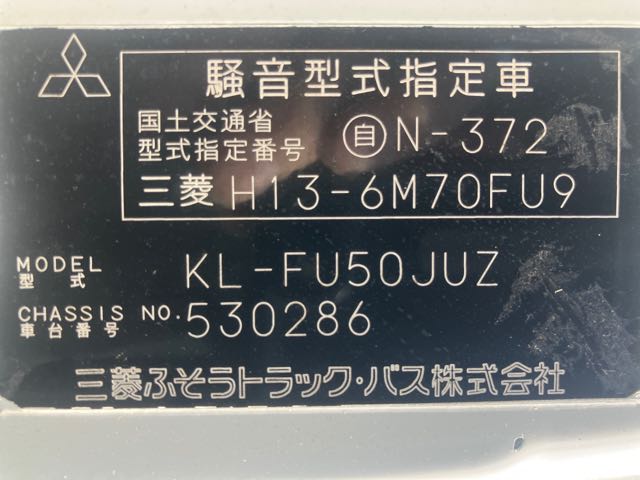 騒音型式指定車
国土交通省
型式指定番号 自 N-372
三菱 H13-6M70FU9
MODEL
型式 KL-FU50JUZ
CHASSIS NO.
車台番号 530286
三菱ふそうトラック・バス株式会社